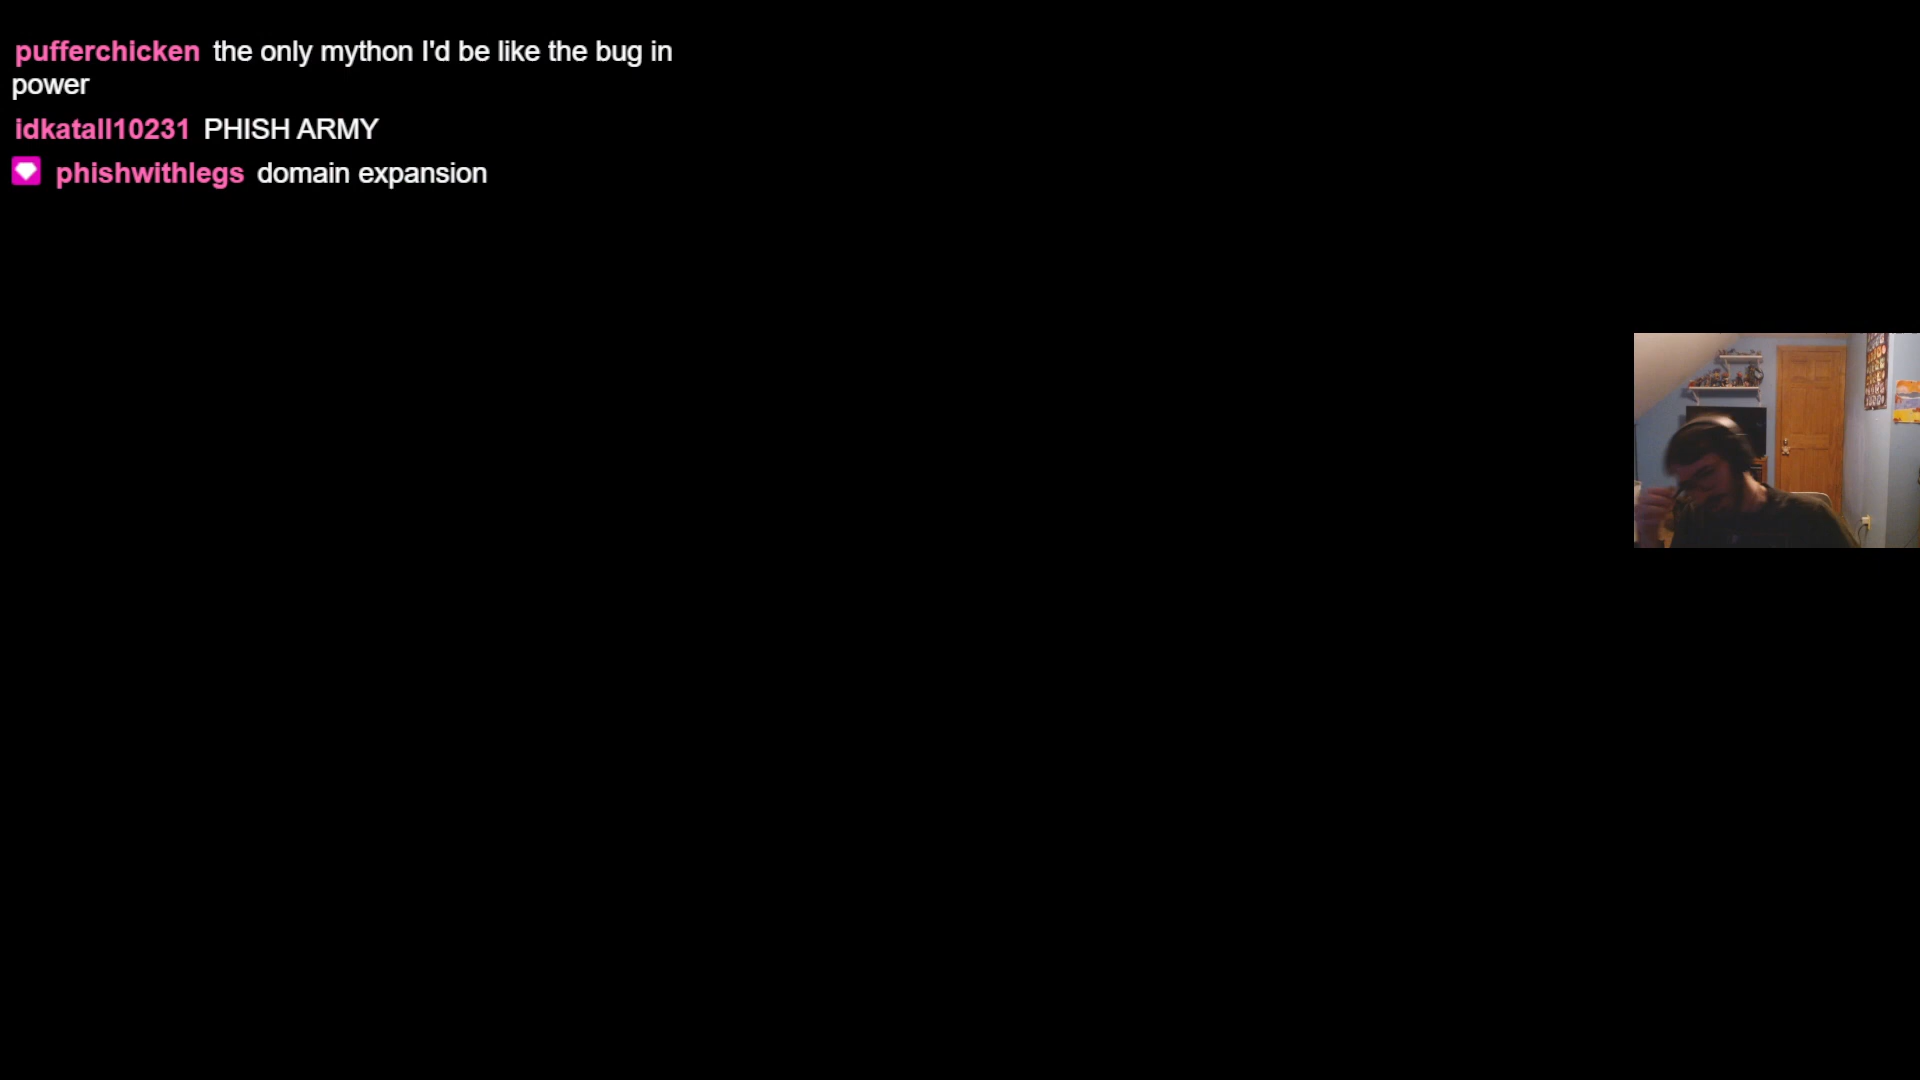 pufferchicken the only mython I'd be like the bug in
power
idkatall10231 PHISH ARMY
phishwithlegs domain expansion